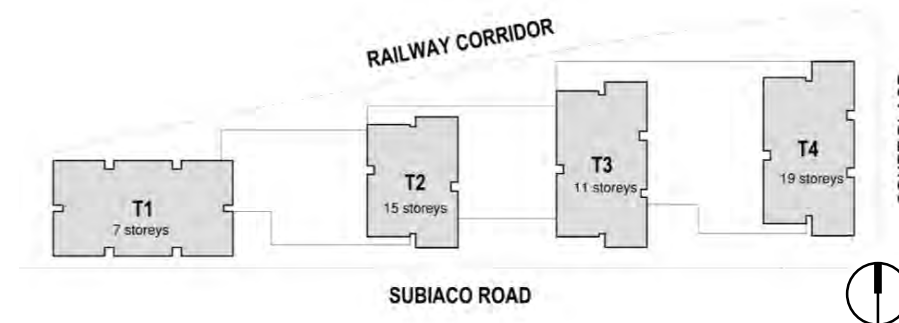 RAILWAY CORRIDOR
T1
7 storeys
T2
15 storeys
T3
11 storeys
T4
19 storeys
SUBIACO ROAD